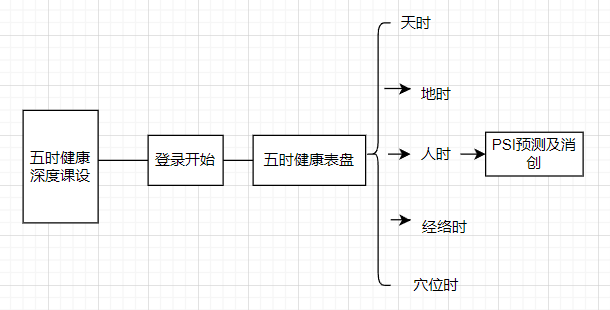 天时
地时
五时健康
深度课设
登录开始
五时健康表盘
人时
PSI预测及消
创
经络时
穴位时